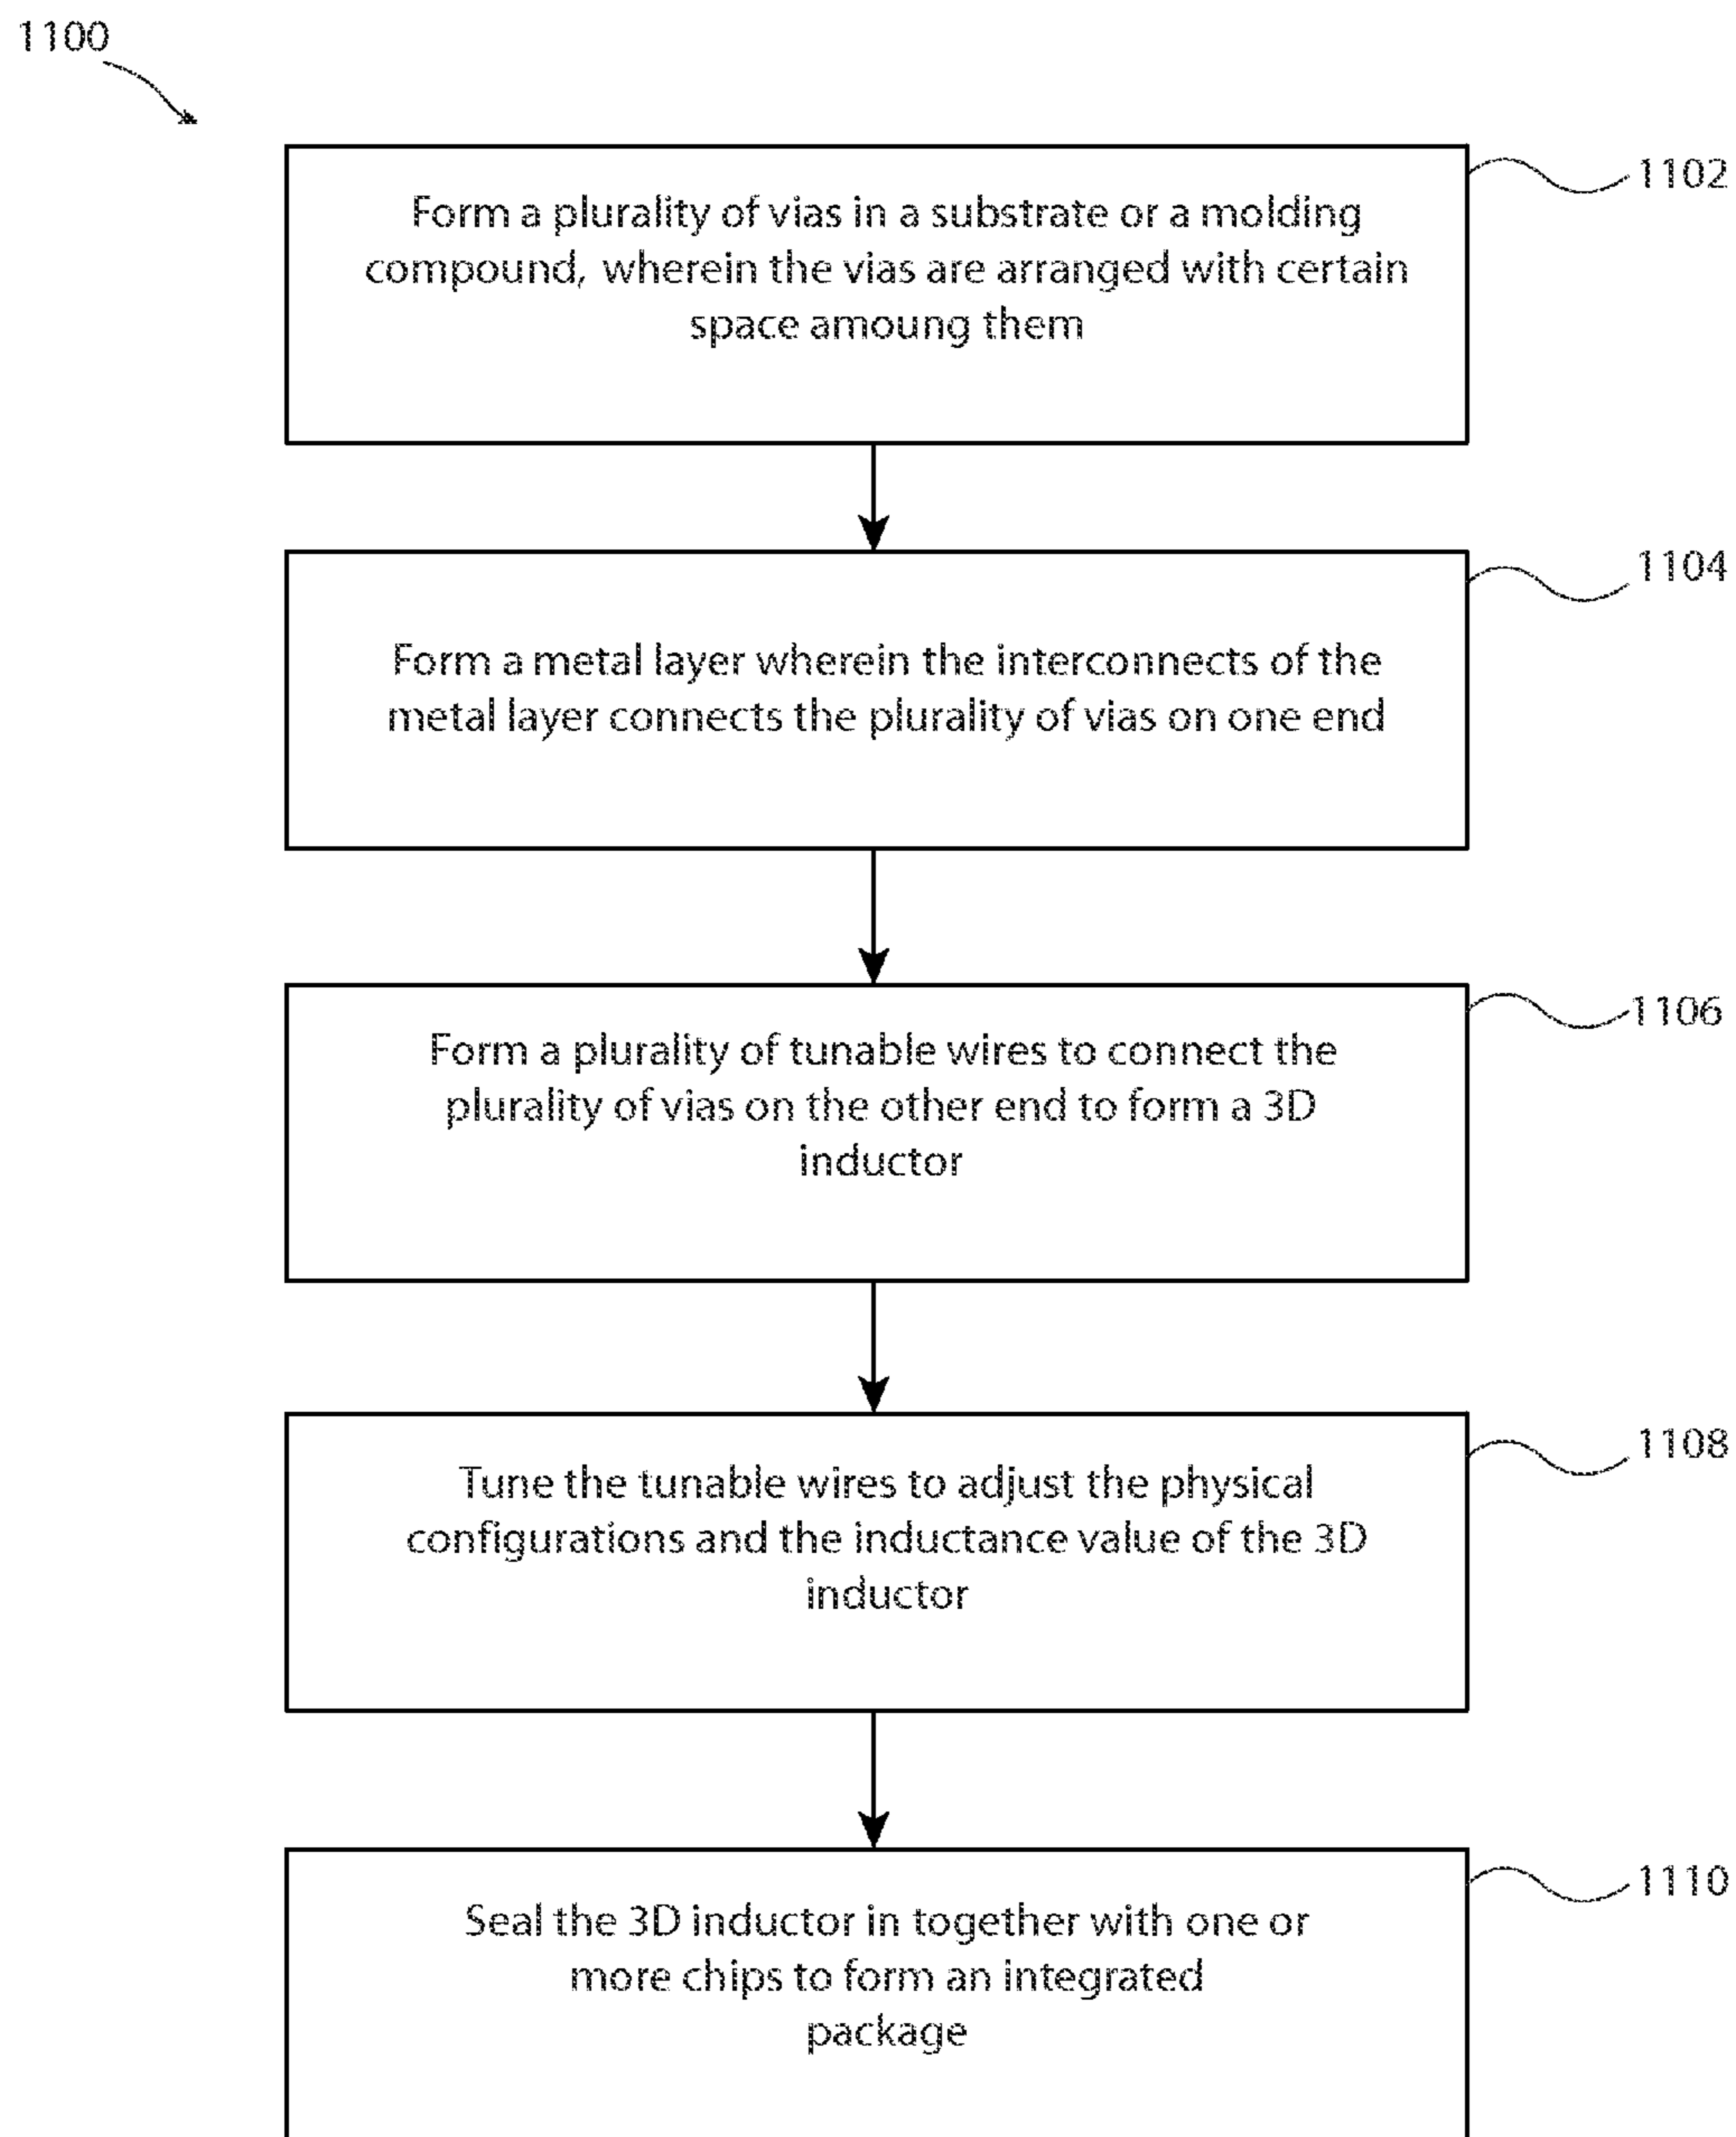 1100
1102
Form a plurality of vias in a substrate or a molding
compound, wherein the vias are arranged with certain
space amoung them
1104
Form a metal layer wherein the interconnects of the
metal layer connects the plurality of vias on one end
1106
Form a plurality of tunable wires to connect the
plurality of vias on the other end to form a 3D
inductor
1108
Tune the tunable wires to adjust the physical
configurations and the inductance value of the 3D
inductor
1110
Seal the 3D inductor in together with one or
more chips to form an integrated
package